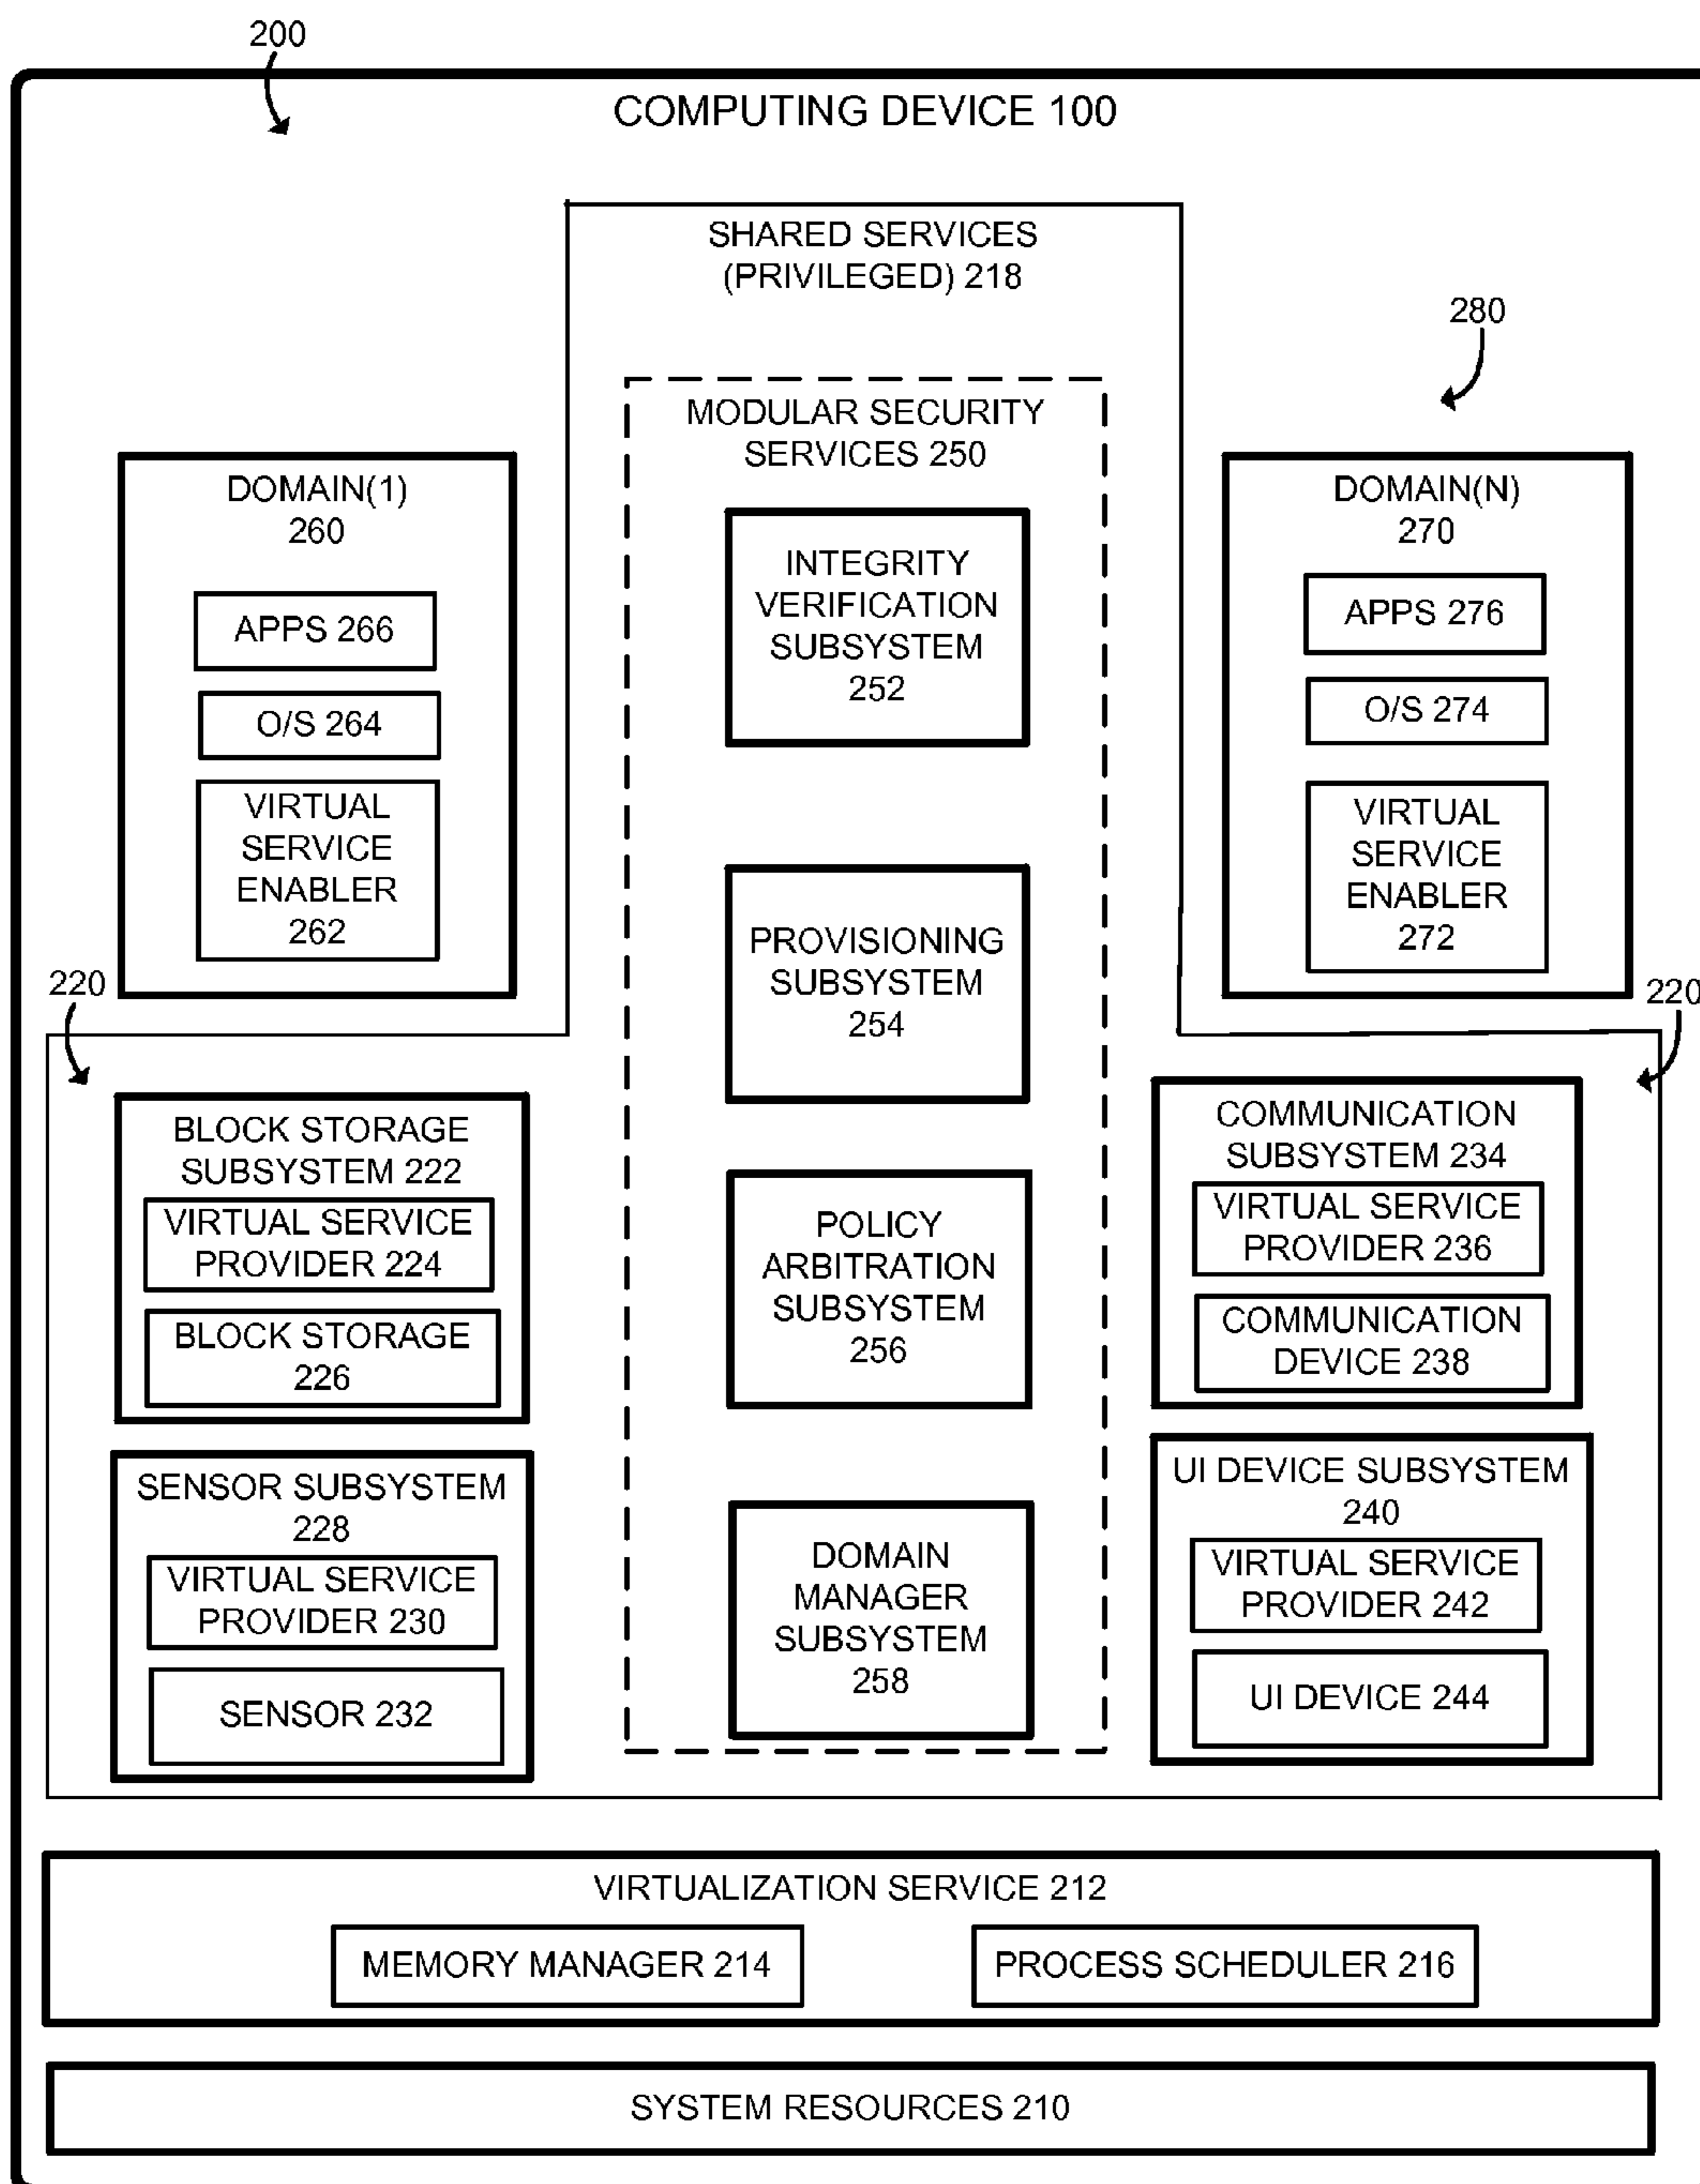 200
COMPUTING DEVICE 100
SHARED SERVICES
(PRIVILEGED) 218
280
MODULAR SECURITY
SERVICES 250
DOMAIN(1)
260
APPS 266
O/S 264
VIRTUAL
SERVICE
ENABLER
262
INTEGRITY
VERIFICATION
SUBSYSTEM
252
PROVISIONING
SUBSYSTEM
254
POLICY
ARBITRATION
SUBSYSTEM
256
DOMAIN
MANAGER
SUBSYSTEM
258
DOMAIN(N)
270
APPS 276
O/S 274
VIRTUAL
SERVICE
ENABLER
272
220
BLOCK STORAGE
SUBSYSTEM 222
VIRTUAL SERVICE
PROVIDER 224
BLOCK STORAGE
226
SENSOR SUBSYSTEM
228
VIRTUAL SERVICE
PROVIDER 230
SENSOR 232
220
COMMUNICATION
SUBSYSTEM 234
VIRTUAL SERVICE
PROVIDER 236
COMMUNICATION
DEVICE 238
UI DEVICE SUBSYSTEM
240
VIRTUAL SERVICE
PROVIDER 242
UI DEVICE 244
VIRTUALIZATION SERVICE 212
MEMORY MANAGER 214
PROCESS SCHEDULER 216
SYSTEM RESOURCES 210